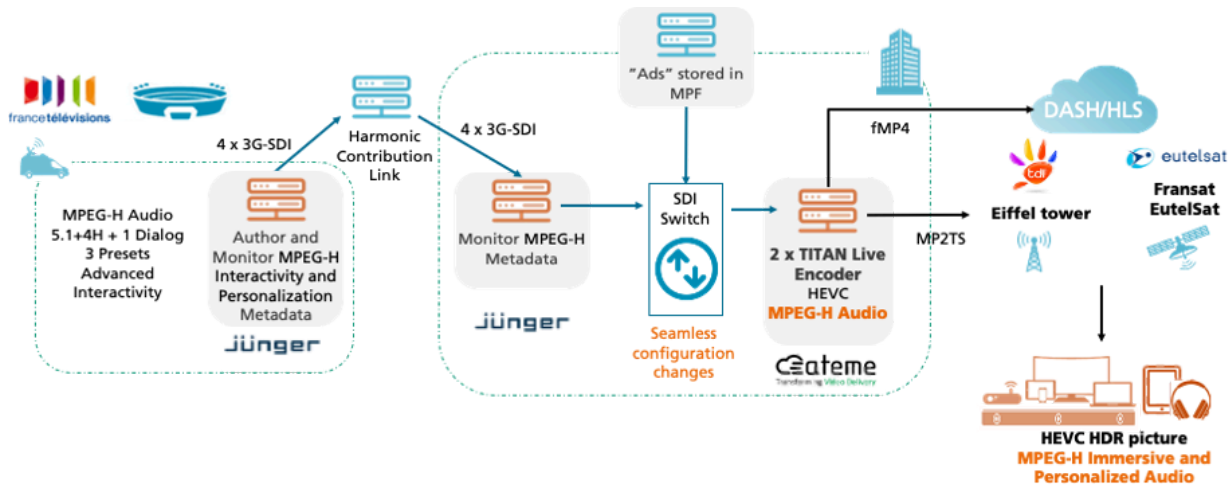 francetélévisions
4 x 3G-SDI
MPEG-H Audio
5.1+4H + 1 Dialog
3 Presets
Advanced
Interactivity
Author and
Monitor MPEG-H
Interactivity and
Personalization
Metadata
jünger
Harmonic
Contribution
Link
4 x 3G-SDI
Monitor MPEG-H
Metadata
jünger
"Ads" stored in
MPF
SDI
Switch
Seamless
configuration
changes
2 x TITAN Live
Encoder
HEVC
MPEG-H Audio
ateme
Transforming Video Delivery
fMP4
MP2TS
DASH/HLS
tdf
Eiffel tower
eutelsat
Fransat
EutelSat
HEVC HDR picture
MPEG-H Immersive and
Personalized Audio